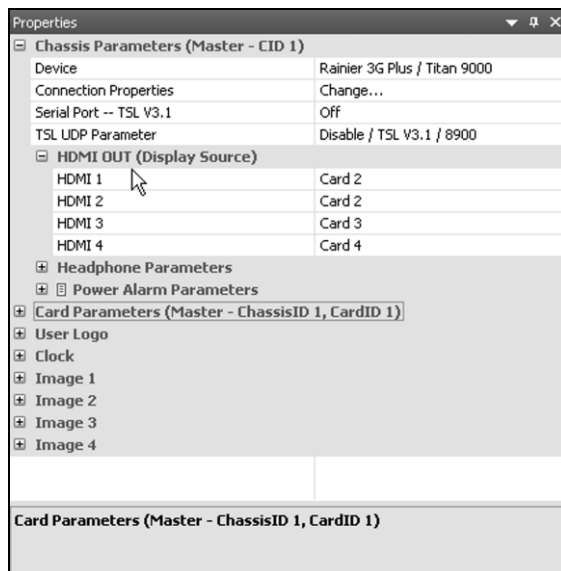 Properties
Chassis Parameters (Master - CID 1)
Device Rainier 3G Plus / Titan 9000
Connection Properties Change...
Serial Port -- TSL V3.1 Off
TSL UDP Parameter Disable / TSL V3.1 / 8900
HDMI OUT (Display Source)
HDMI 1 Card 2
HDMI 2 Card 2
HDMI 3 Card 3
HDMI 4 Card 4
Headphone Parameters
Power Alarm Parameters
Card Parameters (Master - ChassisID 1, CardID 1)
User Logo
Clock
Image 1
Image 2
Image 3
Image 4
Card Parameters (Master - ChassisID 1, CardID 1)